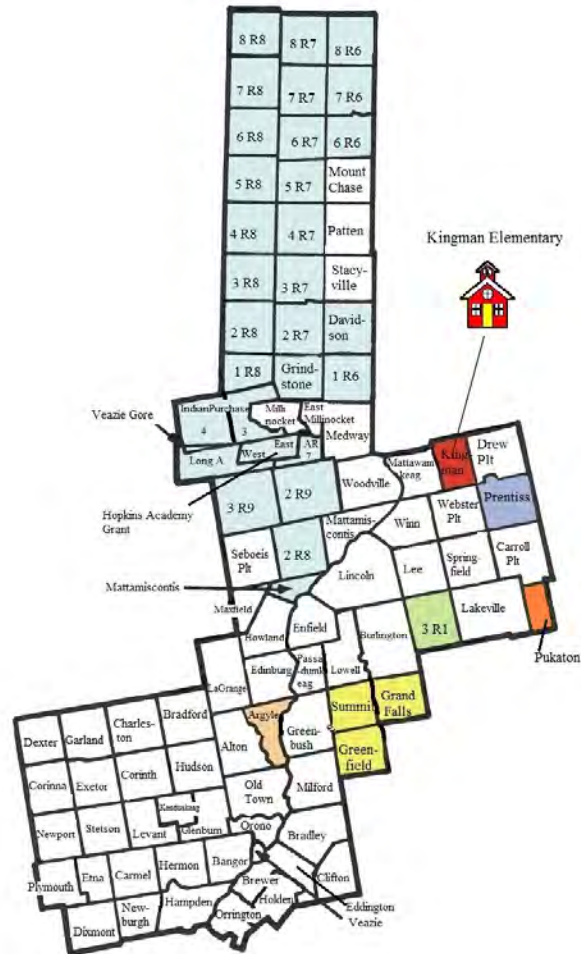 8 R8
8 R7
8 R6
7 R8
7 R7
7 R6
6 R8
6 R7
6 R6
5 R8
5 R7
Mount
Chase
4 R8
4 R7
Patten
Kingman Elementary
3 R8
3 R7
Stacy-
ville
2 R8
2 R7
David-
son
1 R8
Grind-
stone
1 R6
Veazie Gore
IndianPurchase
4
3
Milli
nocket
East
Millinocket
Medway
Long A
West
East
AR
7
Hopkins Academy
Grant
Mattawam
keag
King-
man
Drew
Plt
Woodville
3 R9
2 R9
Prentiss
Mattamis-
contis
Winn
Webster
Plt
Seboeis
Plt
2 R8
Lincoln
Lee
Spring-
field
Carroll
Plt
Mattamiscontis
Maxfield
Howland
Enfield
Burlington
3 R1
Lakeville
Pukaton
Edinburg
Passa
dumk
eag
Lowell
LaGrange
Summit
Grand
Falls
Argyle
Green-
bush
Green-
field
Dexter
Garland
Charles-
ton
Bradford
Alton
Corinna
Exeter
Corinth
Hudson
Old
Town
Milford
Newport
Stetson
Levant
Kenduskeag
Glenburn
Orono
Bradley
Plymouth
Etna
Carmel
Hermon
Bangor
Clifton
Dixmont
New-
burgh
Hampden
Brewer
Holden
Orrington
Eddington
Veazie